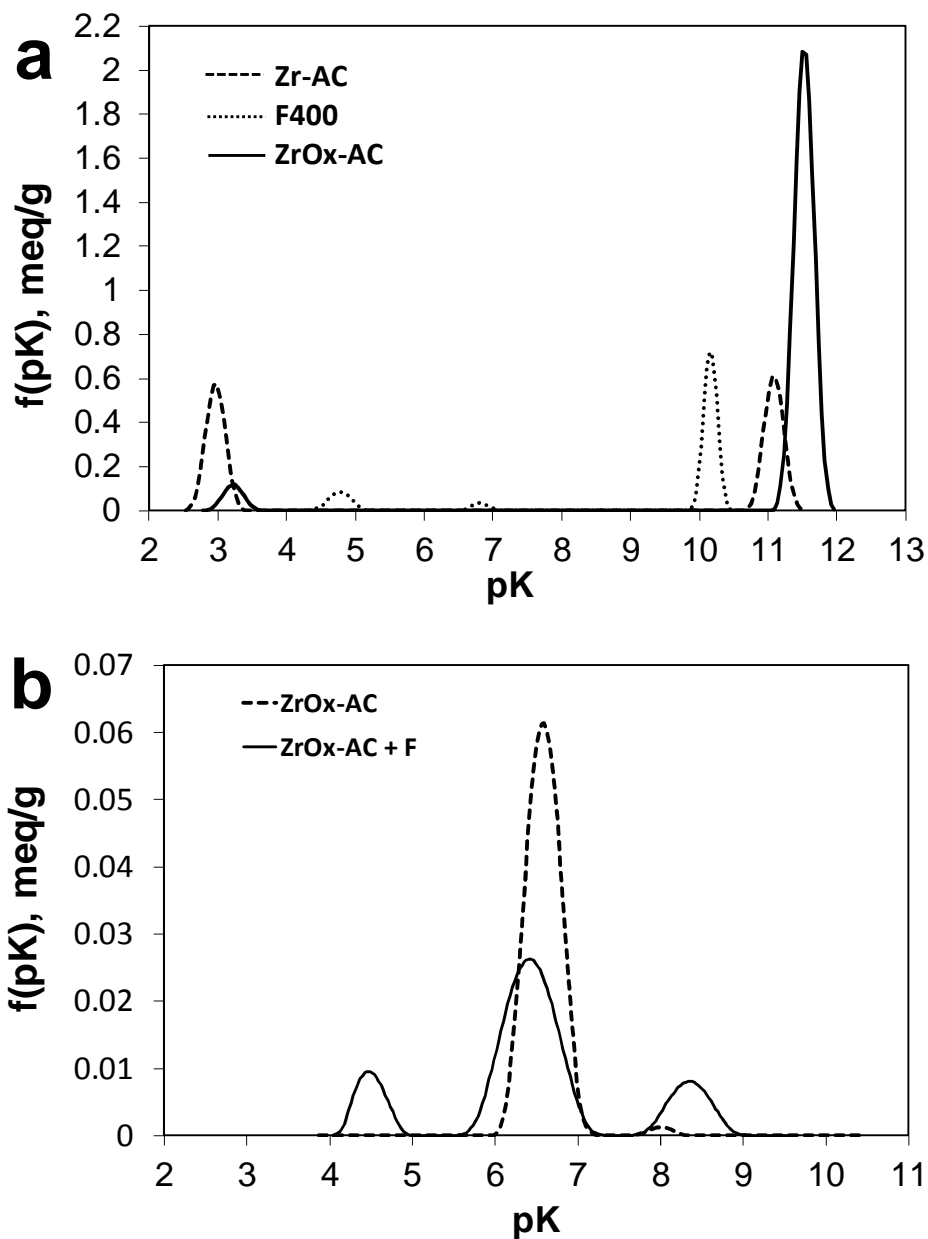 a
2.2
2
1.8
1.6
1.4
1.2
1
0.8
0.6
0.4
0.2
0
f(pK), meq/g
Zr-AC
F400
ZrOx-AC
2 3 4 5 6 7 8 9 10 11 12 13
pK
b
0.07
0.06
0.05
0.04
0.03
0.02
0.01
0
f(pK), meq/g
ZrOx-AC
ZrOx-AC + F
2 3 4 5 6 7 8 9 10 11
pK